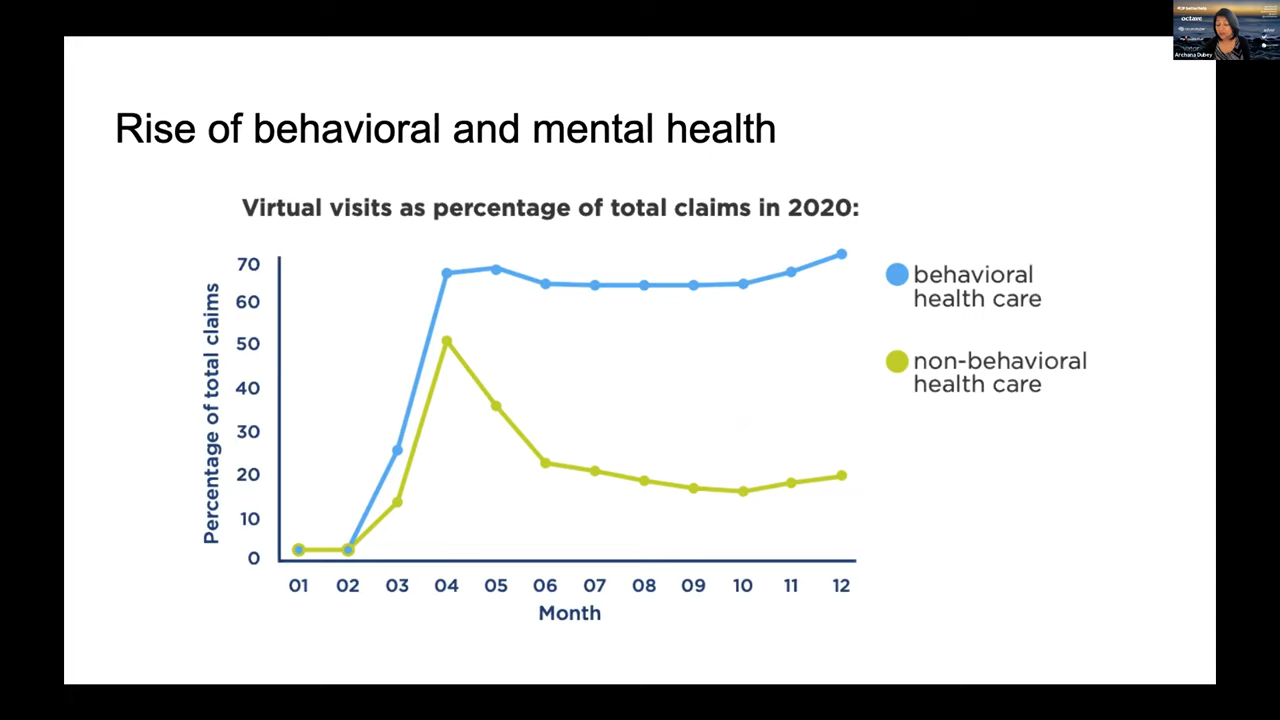 octave
Archana Dubey
Rise of behavioral and mental health
Virtual visits as percentage of total claims in 2020:
Percentage of total claims
70
60
50
40
30
20
10
0
01 02 03 04 05 06 07 08 09 10 11 12
Month
behavioral
health care
non-behavioral
health care